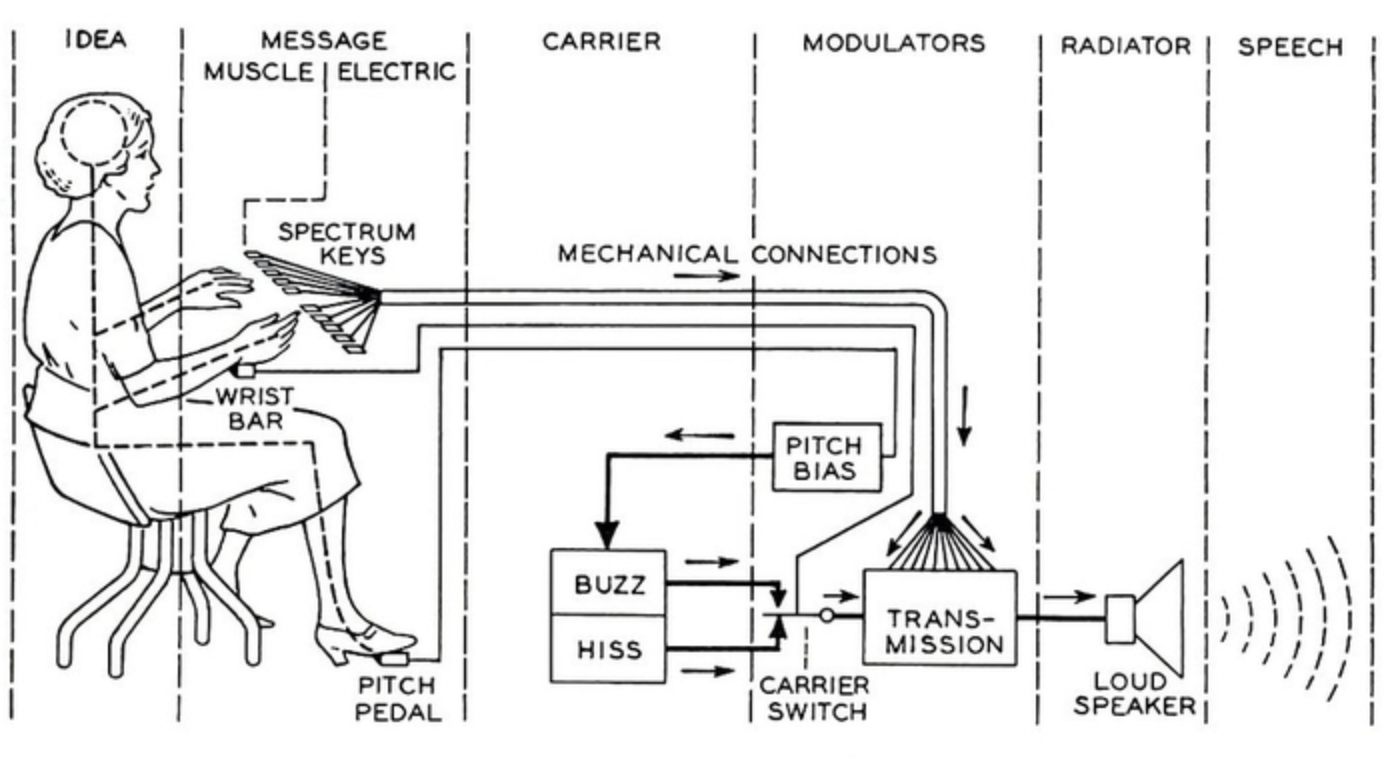 IDEA
MESSAGE
MUSCLE | ELECTRIC
CARRIER
MODULATORS
RADIATOR
SPEECH
SPECTRUM
KEYS
MECHANICAL CONNECTIONS
WRIST
BAR
PITCH
BIAS
BUZZ
HISS
TRANS-
MISSION
CARRIER
SWITCH
LOUD
SPEAKER
PITCH
PEDAL